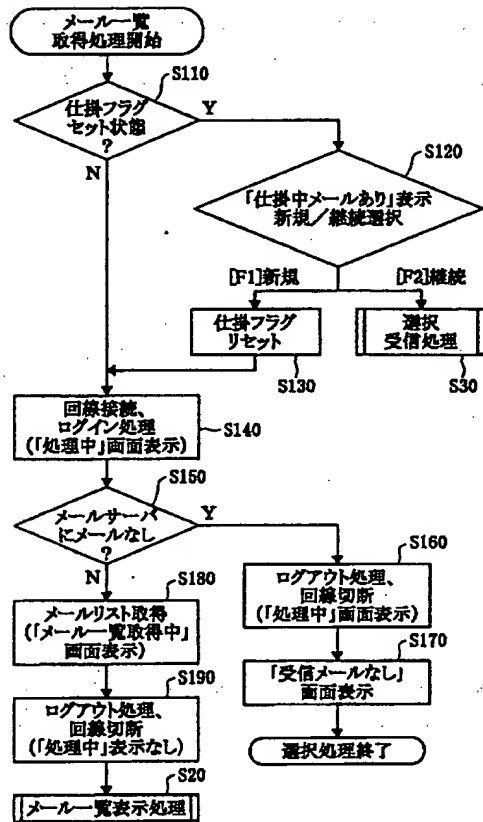 メール一覧
取得処理開始
S110
仕掛フラグ
セット状態
?
Y
N
S120
「仕掛中メールあり」表示
新規/継続選択
[F1]新規
[F2]継続
仕掛フラグ
リセット
S130
選択
受信処理
S30
回線接続、
ログイン処理
(「処理中」画面表示)
S140
S150
メールサーバ
にメールなし
?
Y
N
S160
ログアウト処理、
回線切断
(「処理中」画面表示)
S170
「受信メールなし」
画面表示
選択処理終了
S180
メールリスト取得
(「メール一覧取得中」
画面表示)
S190
ログアウト処理、
回線切断
(「処理中」表示なし)
S20
メール一覧表示処理